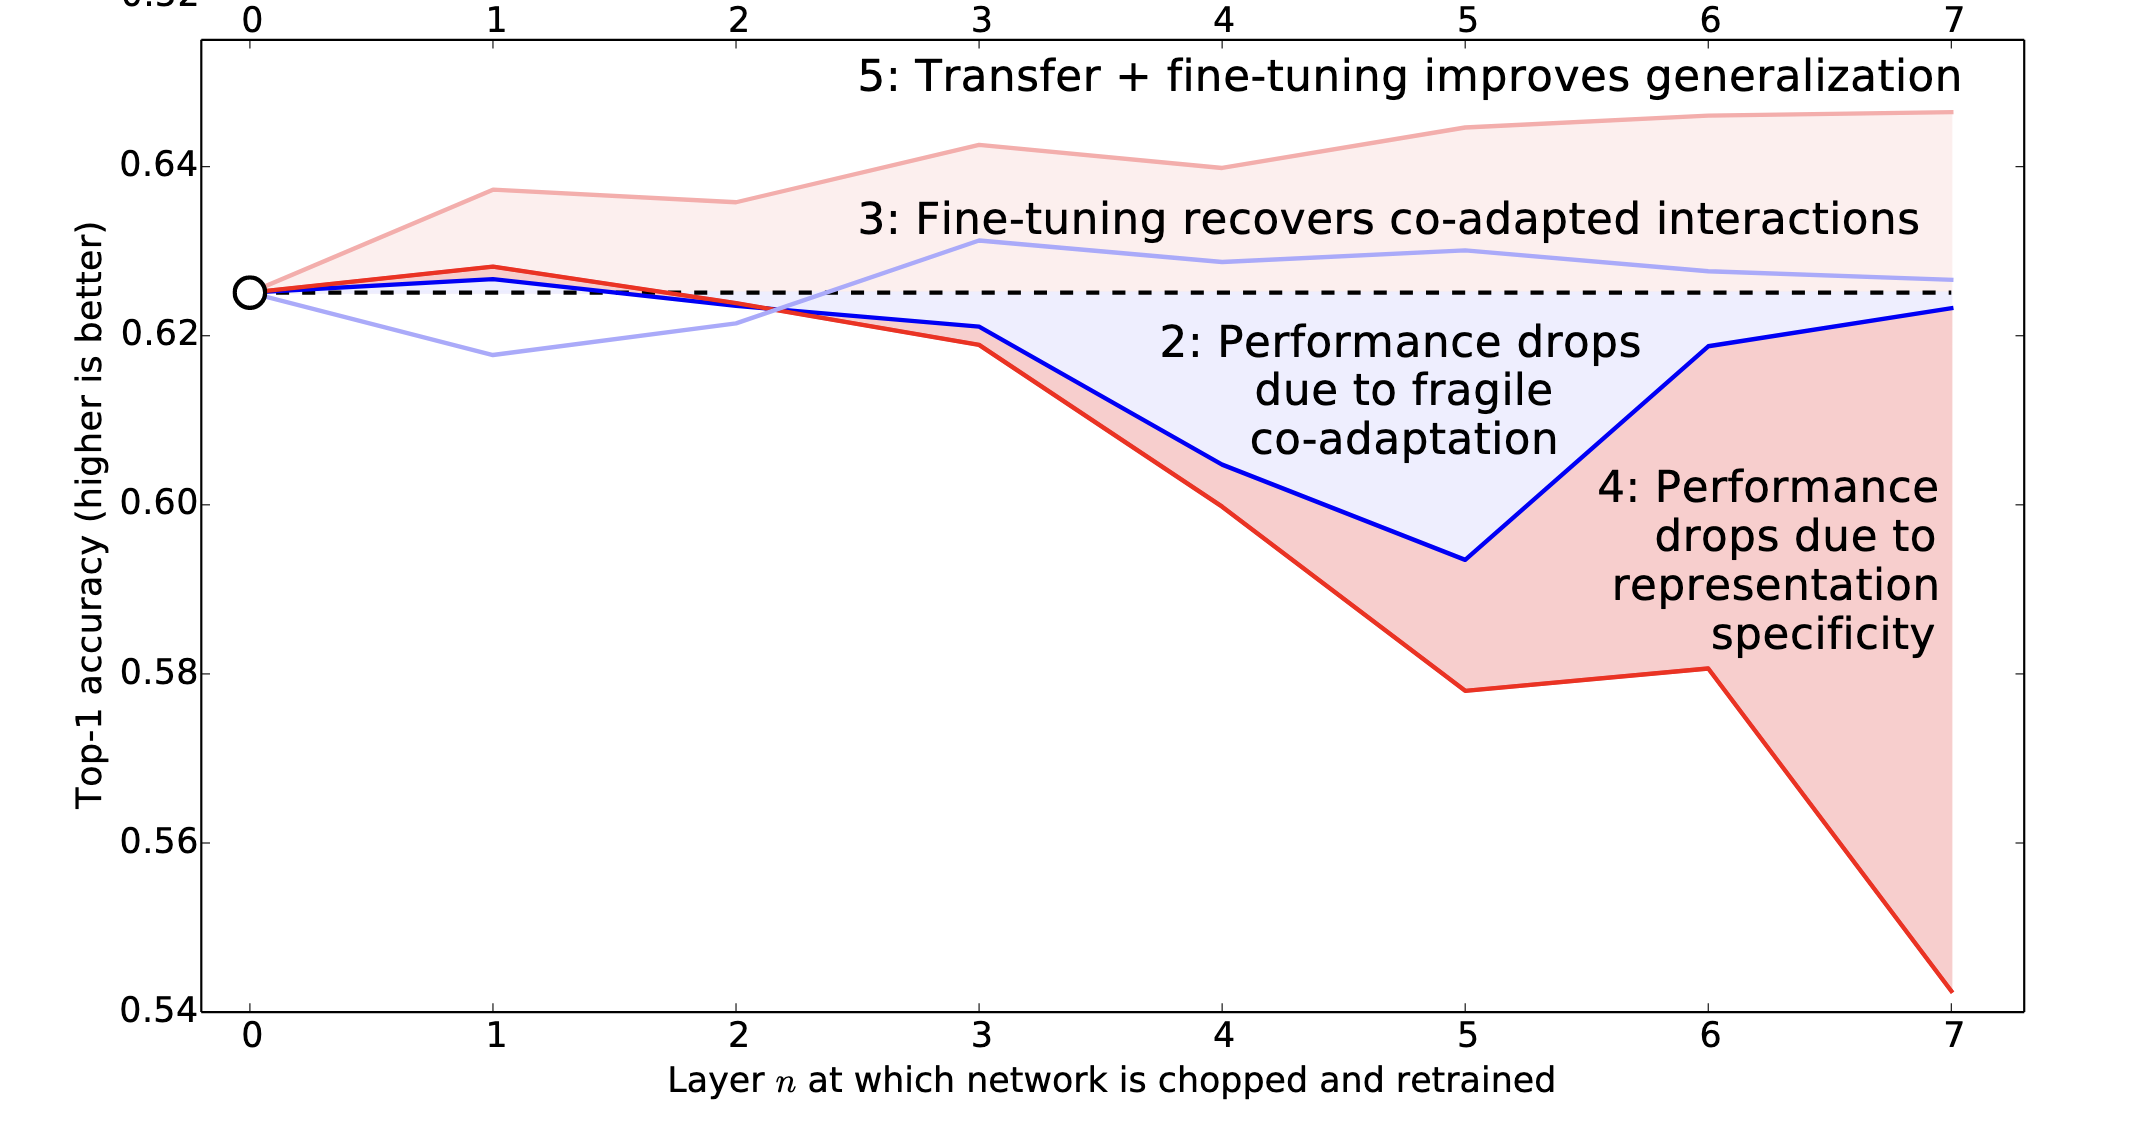 0 1 2 3 4 5 6 7
5: Transfer + fine-tuning improves generalization
0.64
3: Fine-tuning recovers co-adapted interactions
0.62
2: Performance drops
due to fragile
co-adaptation
0.60
4: Performance
drops due to
representation
specificity
0.58
0.56
0.54
Top-1 accuracy (higher is better)
0 1 2 3 4 5 6 7
Layer n at which network is chopped and retrained